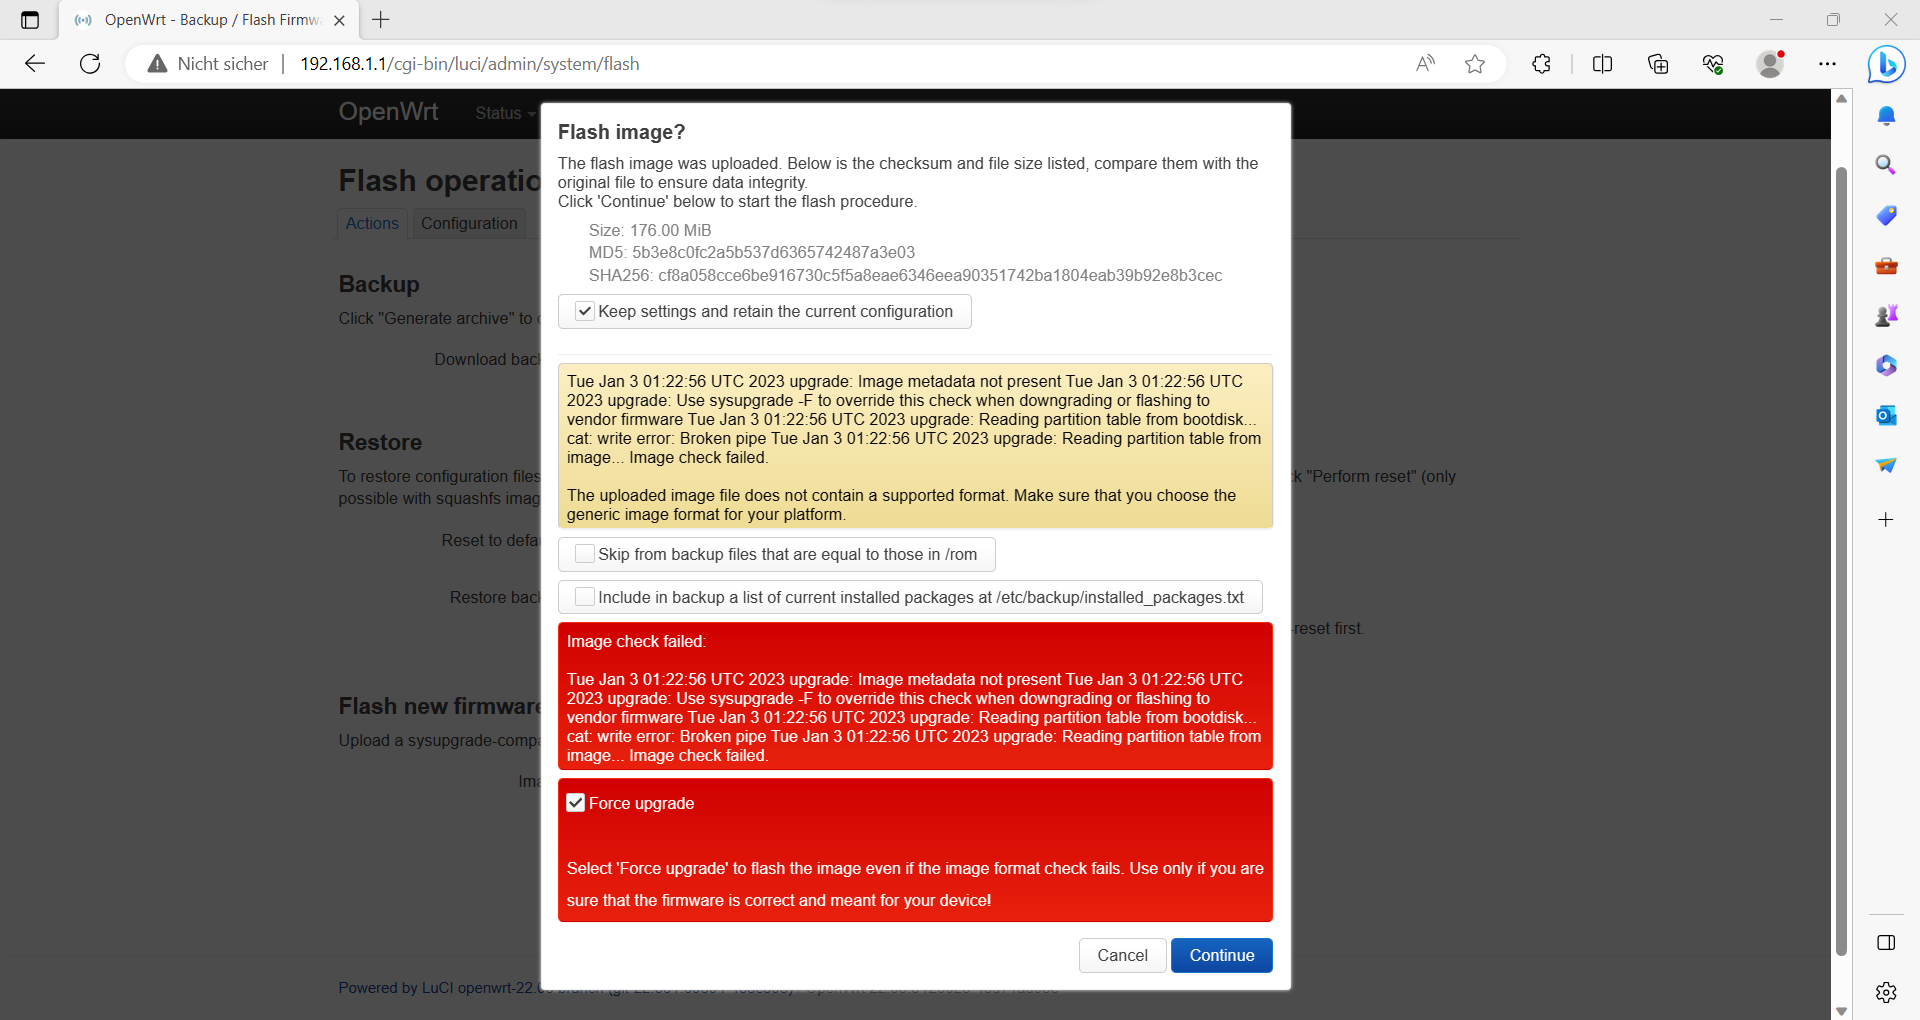 OpenWrt - Backup / Flash Firmw
Nicht sicher
192.168.1.1/cgi-bin/luci/admin/system/flash
OpenWrt
Status
Flash operatio
Actions
Configuration
Backup
Click "Generate archive" to
Download bac
Restore
To restore configuration files
"Perform reset" (only
possible with squashfs imag
Reset to defa
Restore bac
-reset first.
Flash new firmware
Upload a sysupgrade-compa
Ima
Powered by LuCI openwrt-22.0
Flash image?
The flash image was uploaded. Below is the checksum and file size listed, compare them with the
original file to ensure data integrity.
Click 'Continue' below to start the flash procedure.
Size: 176.00 MiB
MD5: 5b3e8c0fc2a5b537d6365742487a3e03
SHA256: cf8a058cce6be916730c5f5a8eae6346eea90351742ba1804eab39b92e8b3cec
Keep settings and retain the current configuration
Tue Jan 3 01:22:56 UTC 2023 upgrade: Image metadata not present Tue Jan 3 01:22:56 UTC
2023 upgrade: Use sysupgrade -F to override this check when downgrading or flashing to
vendor firmware Tue Jan 3 01:22:56 UTC 2023 upgrade: Reading partition table from bootdisk...
cat: write error: Broken pipe Tue Jan 3 01:22:56 UTC 2023 upgrade: Reading partition table from
image... Image check failed.
The uploaded image file does not contain a supported format. Make sure that you choose the
generic image format for your platform.
Skip from backup files that are equal to those in /rom
Include in backup a list of current installed packages at /etc/backup/installed_packages.txt
Image check failed:
Tue Jan 3 01:22:56 UTC 2023 upgrade: Image metadata not present Tue Jan 3 01:22:56 UTC
2023 upgrade: Use sysupgrade -F to override this check when downgrading or flashing to
vendor firmware Tue Jan 3 01:22:56 UTC 2023 upgrade: Reading partition table from bootdisk...
cat: write error: Broken pipe Tue Jan 3 01:22:56 UTC 2023 upgrade: Reading partition table from
image... Image check failed.
Force upgrade
Select 'Force upgrade' to flash the image even if the image format check fails. Use only if you are
sure that the firmware is correct and meant for your device!
Cancel
Continue